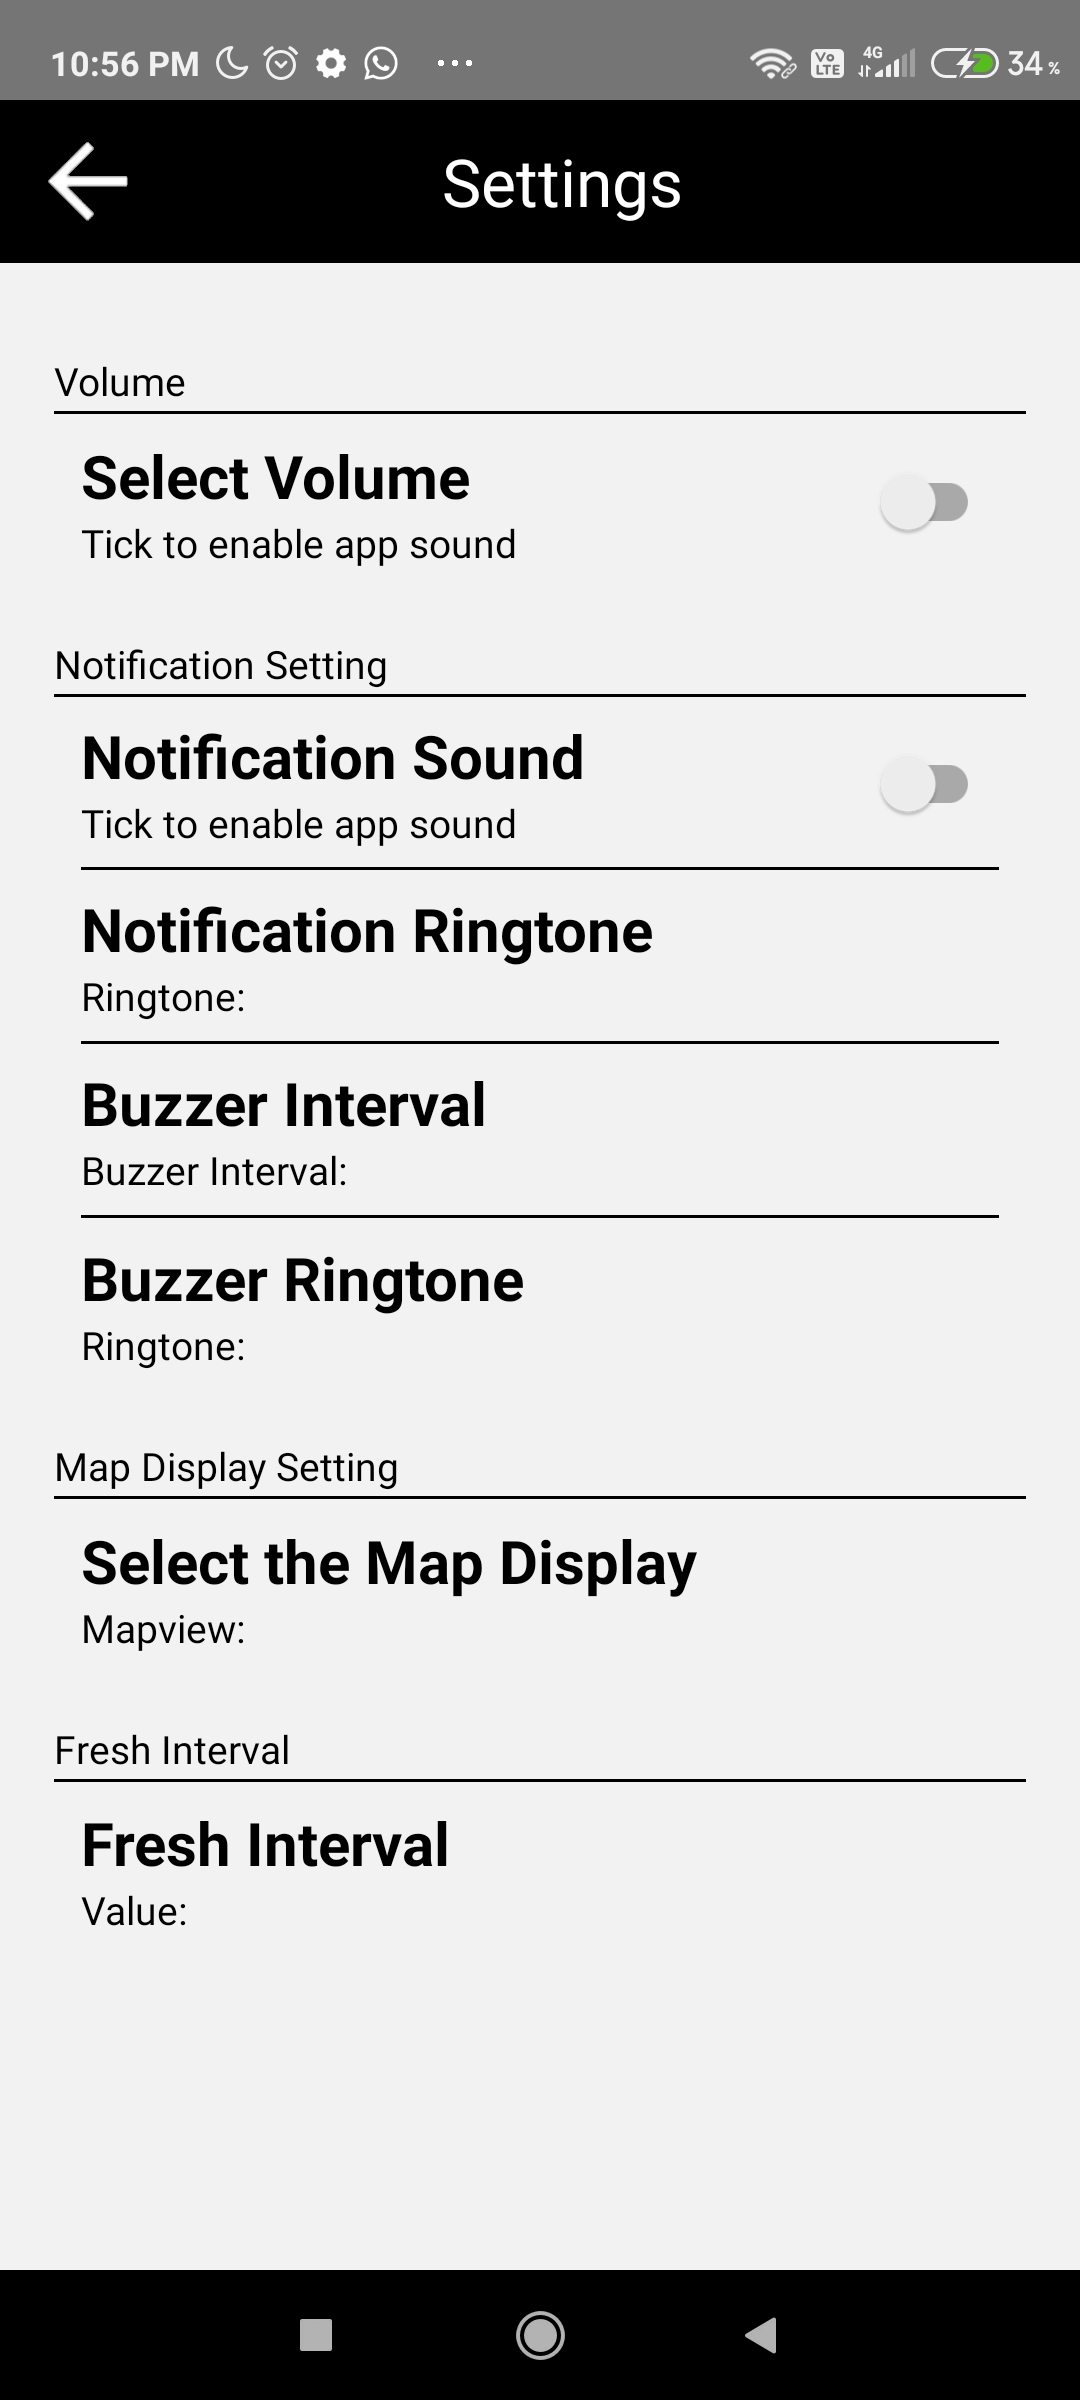 10:56 PM ... Vo LTE 4G 34 %
Settings
Volume
Select Volume
Tick to enable app sound
Notification Setting
Notification Sound
Tick to enable app sound
Notification Ringtone
Ringtone:
Buzzer Interval
Buzzer Interval:
Buzzer Ringtone
Ringtone:
Map Display Setting
Select the Map Display
Mapview:
Fresh Interval
Fresh Interval
Value: